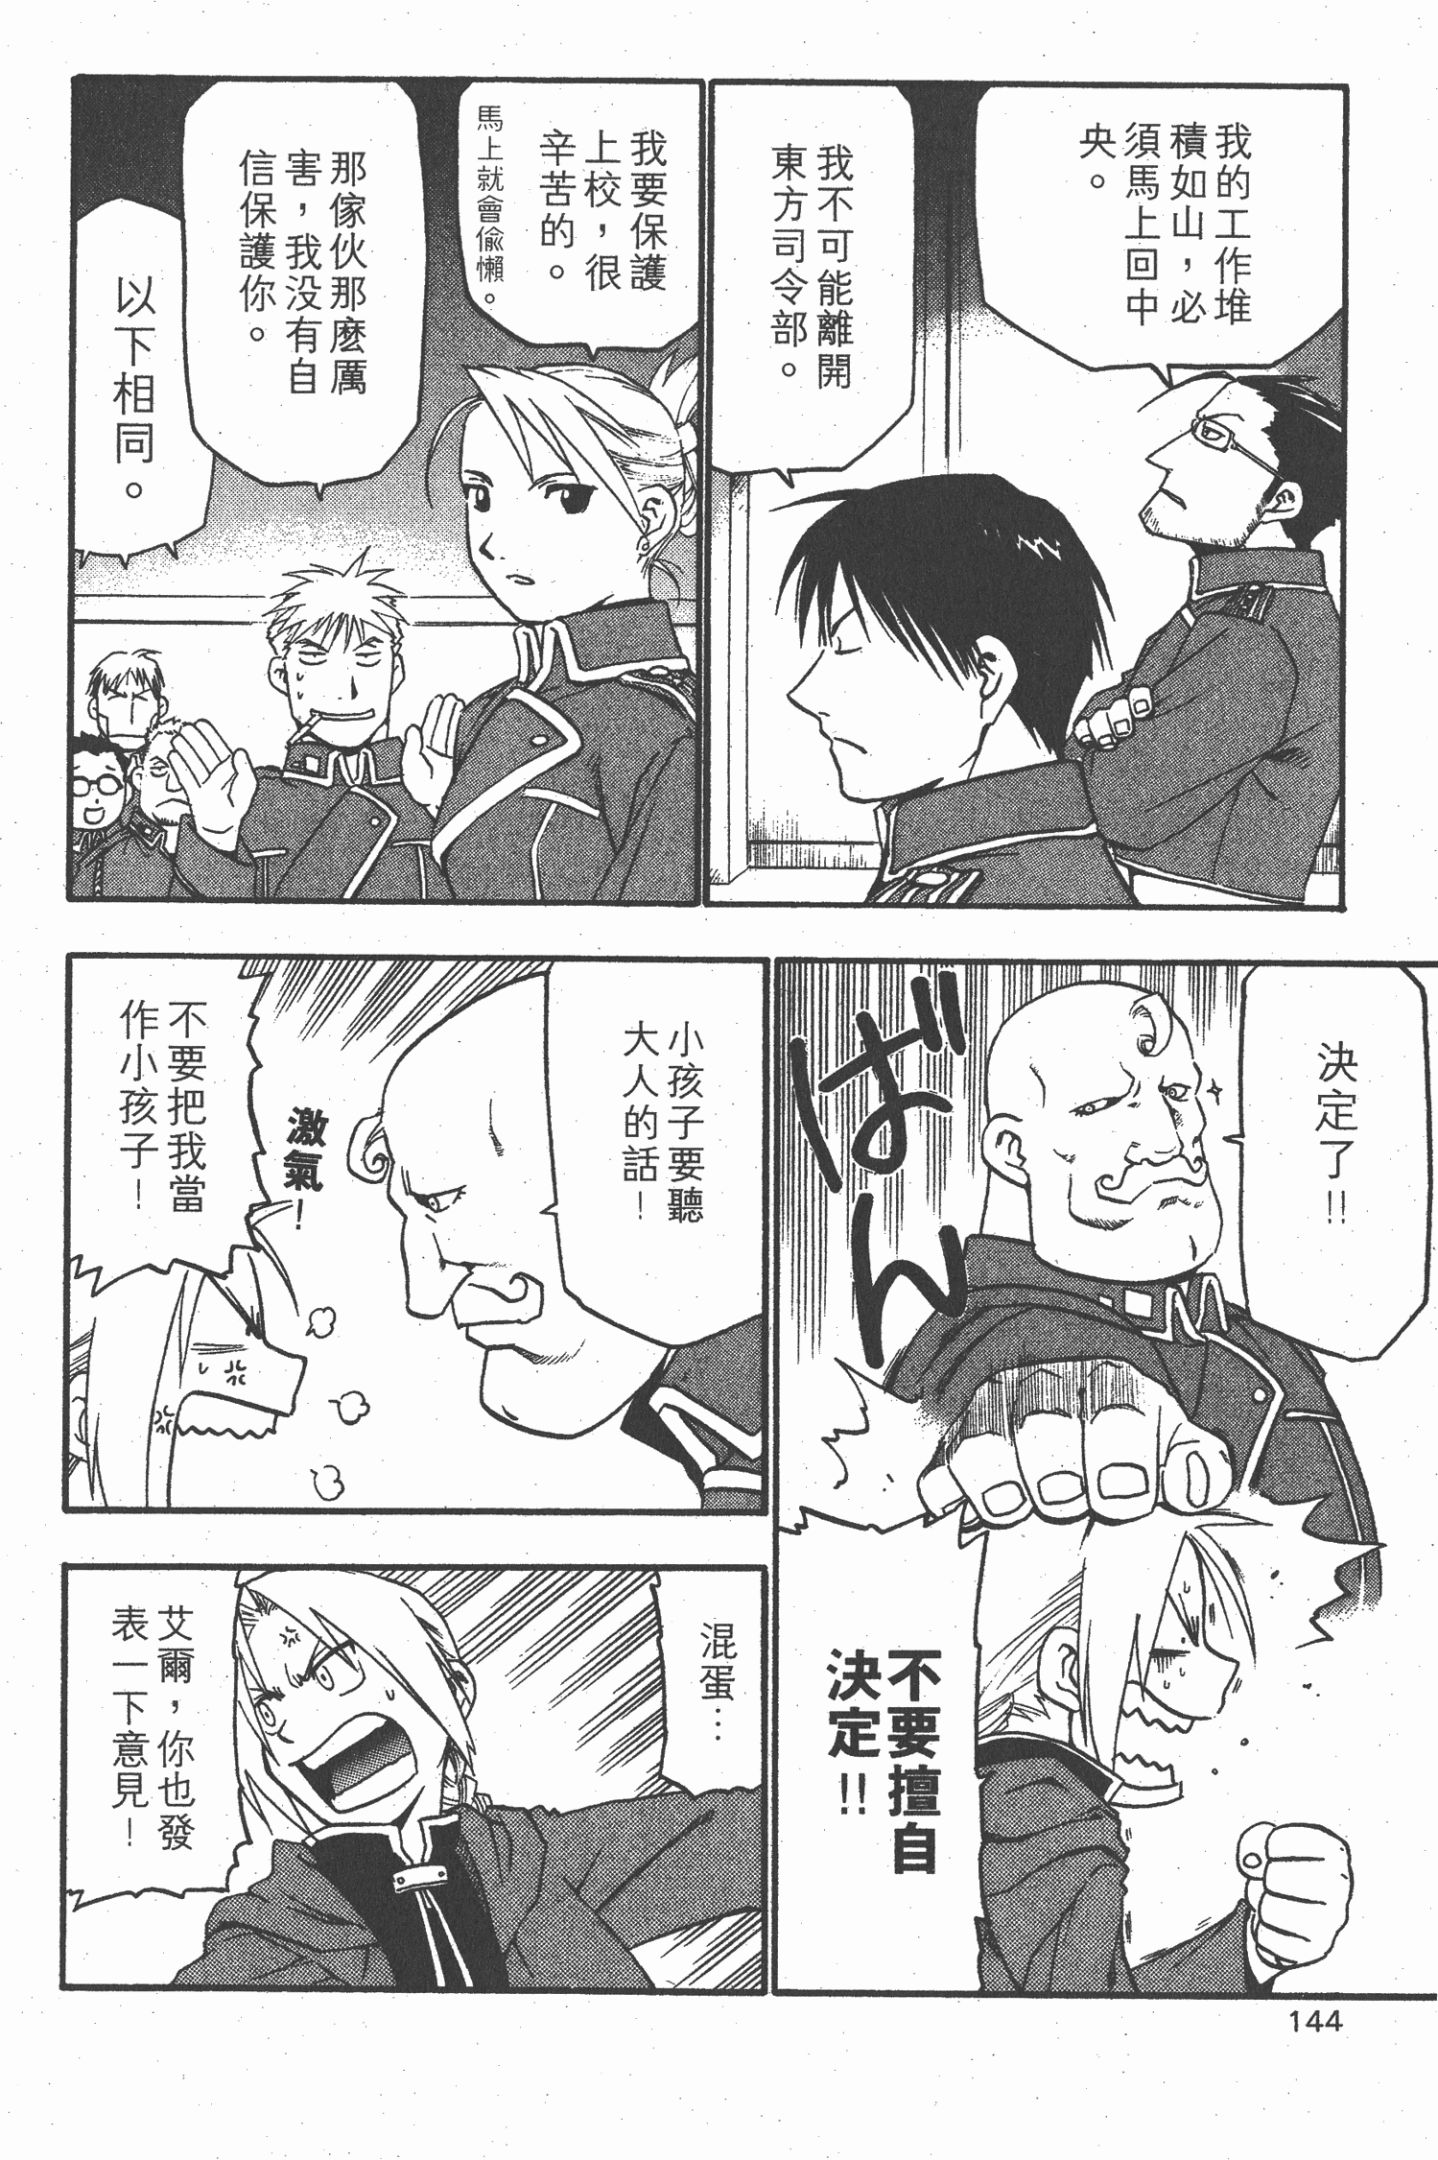 我的工作堆
積如山，必
須馬上回中
央。
我不可能離開
東方司令部。
我要保護
上校，很
辛苦的。
馬上就會偷懶。
那傢伙那麼厲
害，我没有自
信保護你。
以下相同。
決定了!!
ばん
不要擅自
決定!!
小孩子要聽
大人的話！
激氣！
不要把我當
作小孩子！
混蛋…
艾爾，你也發
表一下意見！
144